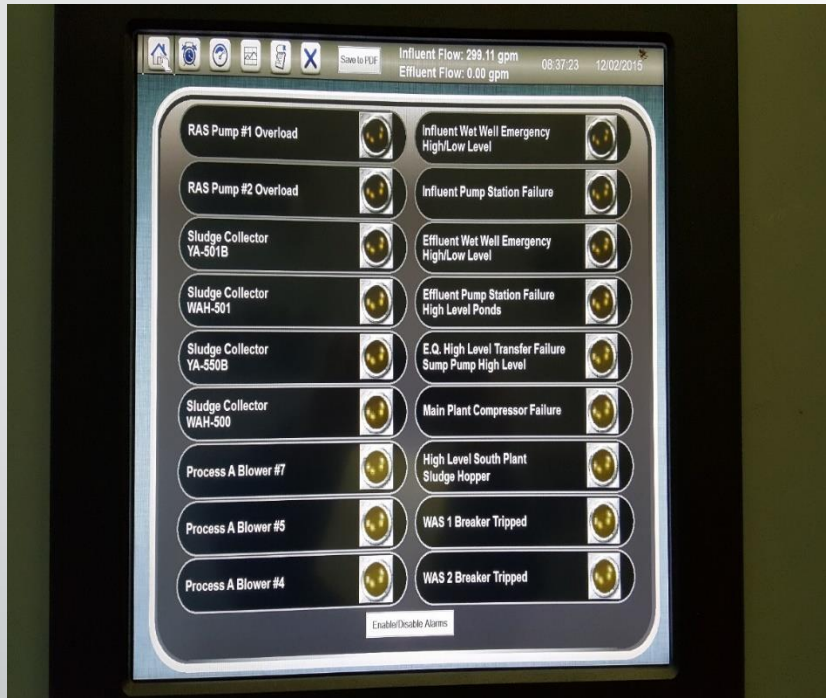 Save to PDF
Influent Flow: 299.11 gpm
Effluent Flow: 0.00 gpm
08:37:23
12/02/2015
RAS Pump #1 Overload
RAS Pump #2 Overload
Sludge Collector
YA-501B
Sludge Collector
WAH-501
Sludge Collector
YA-550B
Sludge Collector
WAH-500
Process A Blower #7
Process A Blower #5
Process A Blower #4
Influent Wet Well Emergency
High/Low Level
Influent Pump Station Failure
Effluent Wet Well Emergency
High/Low Level
Effluent Pump Station Failure
High Level Ponds
E.Q. High Level Transfer Failure
Sump Pump High Level
Main Plant Compressor Failure
High Level South Plant
Sludge Hopper
WAS 1 Breaker Tripped
WAS 2 Breaker Tripped
Enable/Disable Alarms